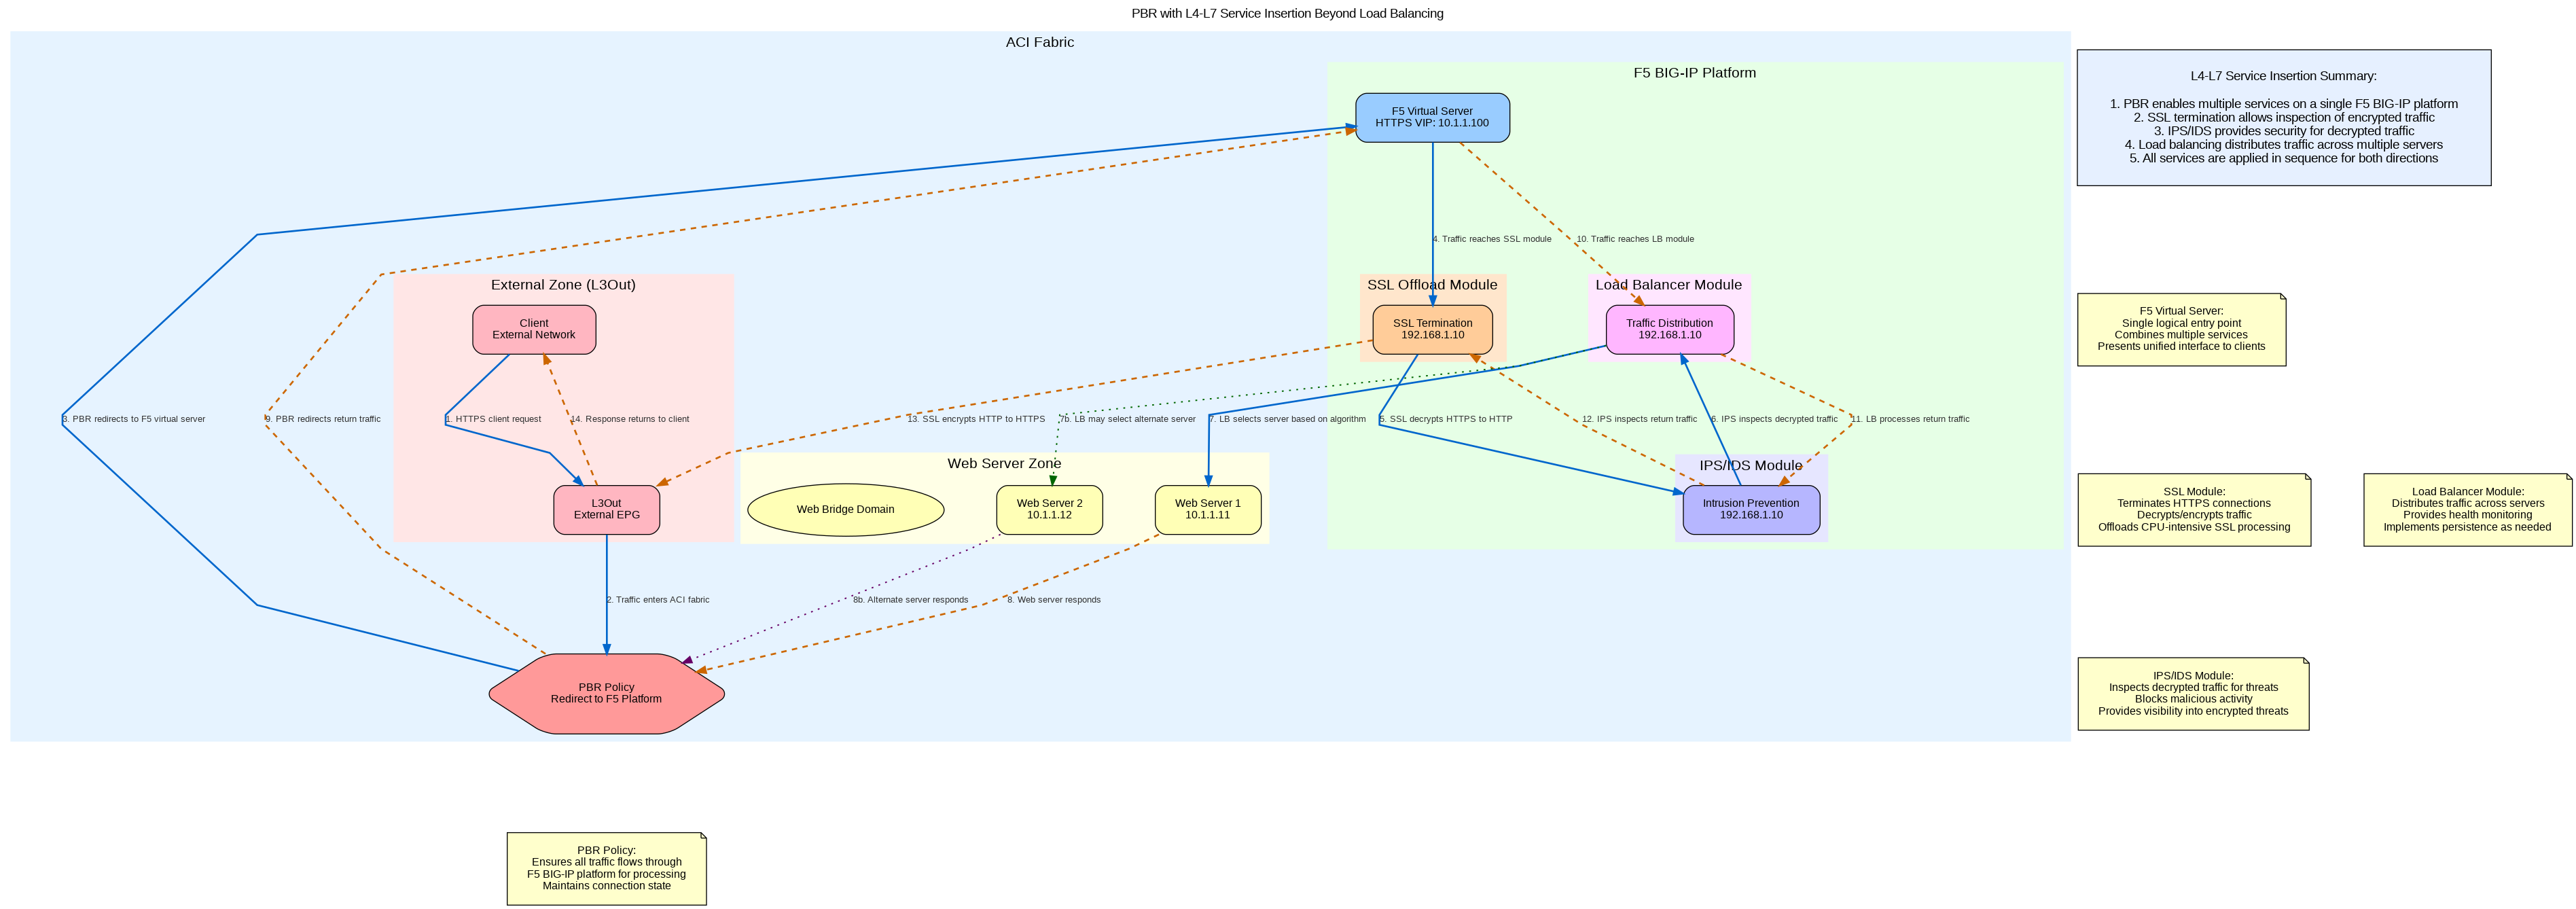 PBR with L4-L7 Service Insertion Beyond Load Balancing
ACI Fabric
F5 BIG-IP Platform
F5 Virtual Server
HTTPS VIP: 10.1.1.100
L4-L7 Service Insertion Summary:
1. PBR enables multiple services on a single F5 BIG-IP platform
2. SSL termination allows inspection of encrypted traffic
3. IPS/IDS provides security for decrypted traffic
4. Load balancing distributes traffic across multiple servers
5. All services are applied in sequence for both directions
4. Traffic reaches SSL module
10. Traffic reaches LB module
External Zone (L3Out)
Client
External Network
SSL Offload Module
SSL Termination
192.168.1.10
Load Balancer Module
Traffic Distribution
192.168.1.10
F5 Virtual Server:
Single logical entry point
Combines multiple services
Presents unified interface to clients
3. PBR redirects to F5 virtual server
9. PBR redirects return traffic
1. HTTPS client request
14. Response returns to client
13. SSL encrypts HTTP to HTTPS
7b. LB may select alternate server
7. LB selects server based on algorithm
5. SSL decrypts HTTPS to HTTP
12. IPS inspects return traffic
6. IPS inspects decrypted traffic
11. LB processes return traffic
L3Out
External EPG
Web Server Zone
Web Bridge Domain
Web Server 2
10.1.1.12
Web Server 1
10.1.1.11
IPS/IDS Module
Intrusion Prevention
192.168.1.10
SSL Module:
Terminates HTTPS connections
Decrypts/encrypts traffic
Offloads CPU-intensive SSL processing
Load Balancer Module:
Distributes traffic across servers
Provides health monitoring
Implements persistence as needed
2. Traffic enters ACI fabric
8b. Alternate server responds
8. Web server responds
PBR Policy
Redirect to F5 Platform
IPS/IDS Module:
Inspects decrypted traffic for threats
Blocks malicious activity
Provides visibility into encrypted threats
PBR Policy:
Ensures all traffic flows through
F5 BIG-IP platform for processing
Maintains connection state